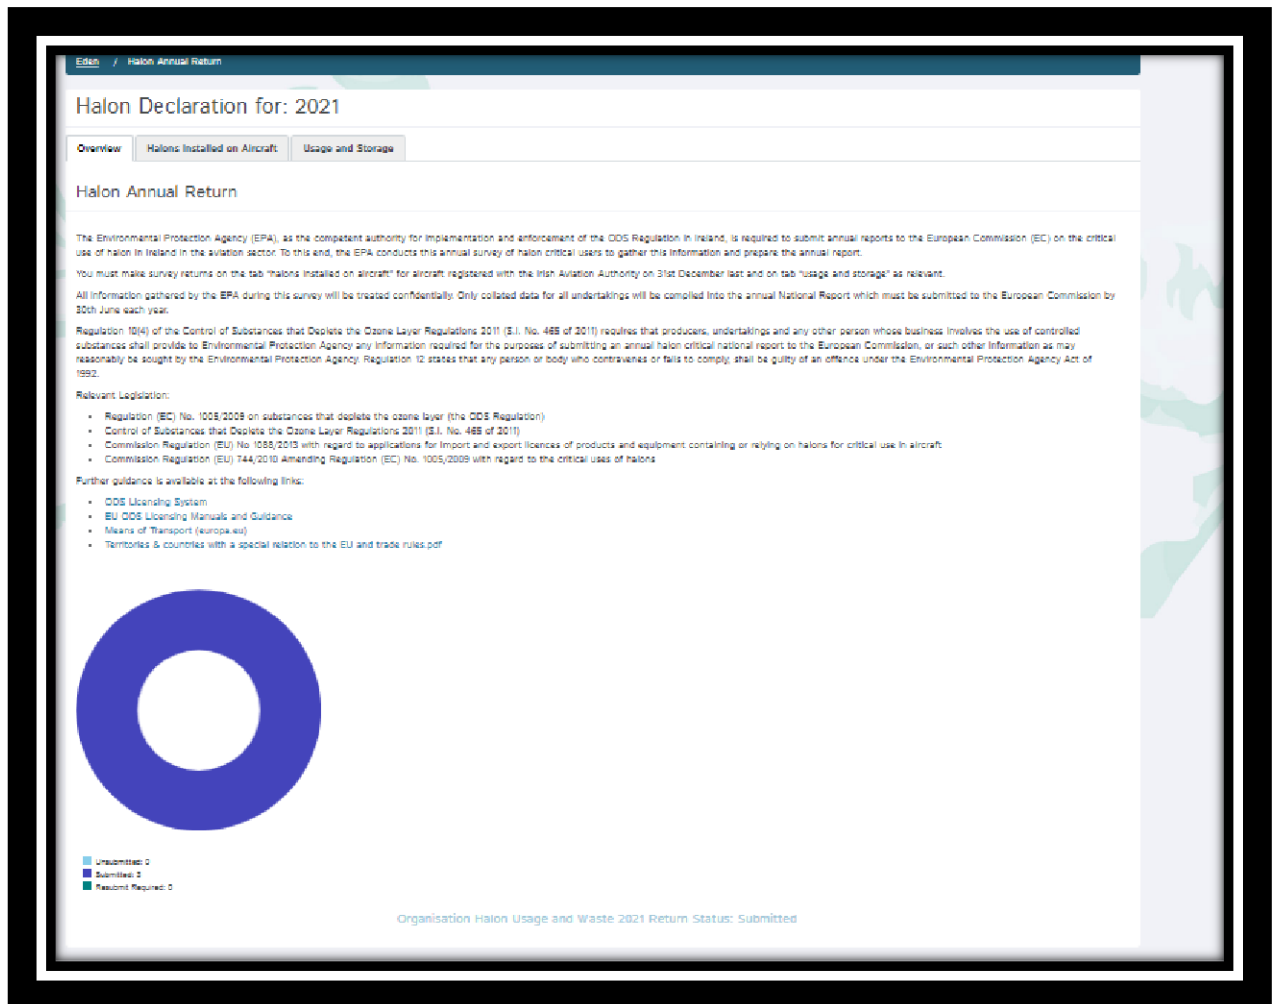 Eden / Halon Annual Return
Halon Declaration for: 2021
Overview
Halons Installed on Aircraft
Usage and Storage
Halon Annual Return
The Environmental Protection Agency (EPA), as the competent authority for implementation and enforcement of the ODS Regulation in Ireland, is required to submit annual reports to the European Commission (EC) on the critical
use of halon in Ireland in the aviation sector. To this end, the EPA conducts this annual survey of halon critical users to gather this information and prepare the annual report.
You must make survey returns on the tab "halons installed on aircraft" for aircraft registered with the Irish Aviation Authority on 31st December last and on tab "usage and storage" as relevant.
All information gathered by the EPA during this survey will be treated confidentially. Only collated data for all undertakings will be compiled into the annual National Report which must be submitted to the European Commission by
30th June each year.
Regulation 10(4) of the Control of Substances that Deplete the Ozone Layer Regulations 2011 (S.I. No. 465 of 2011) requires that producers, undertakings and any other person whose business involves the use of controlled
substances shall provide to Environmental Protection Agency any information required for the purposes of submitting an annual halon critical national report to the European Commission, or such other information as may
reasonably be sought by the Environmental Protection Agency. Regulation 12 states that any person or body who contravenes or fails to comply, shall be guilty of an offence under the Environmental Protection Agency Act of
1992.
Relevant Legislation:
• Regulation (EC) No. 1005/2009 on substances that deplete the ozone layer (the ODS Regulation)
• Control of Substances that Deplete the Ozone Layer Regulations 2011 (S.I. No. 465 of 2011)
• Commission Regulation (EU) No 1088/2013 with regard to applications for import and export licences of products and equipment containing or relying on halons for critical use in aircraft
• Commission Regulation (EU) 744/2010 Amending Regulation (EC) No. 1005/2009 with regard to the critical uses of halons
Further guidance is available at the following links:
• ODS Licensing System
• EU ODS Licensing Manuals and Guidance
• Means of Transport (europa.eu)
• Territories & countries with a special relation to the EU and trade rules.pdf
Unsubmitted: 0
Submitted:
Resubmit Required: 0
Organisation Halon Usage and Waste 2021 Return Status: Submitted